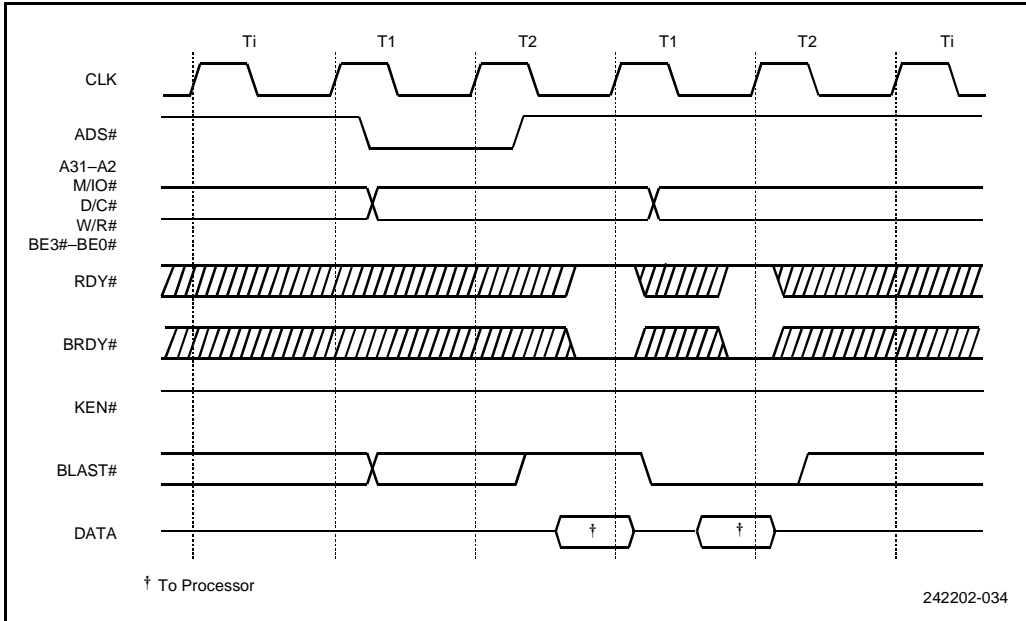 Ti T1 T2 T1 T2 Ti
CLK
ADS#
A31–A2
M/IO#
D/C#
W/R#
BE3#–BE0#
RDY#
BRDY#
KEN#
BLAST#
DATA † †
† To Processor
242202-034